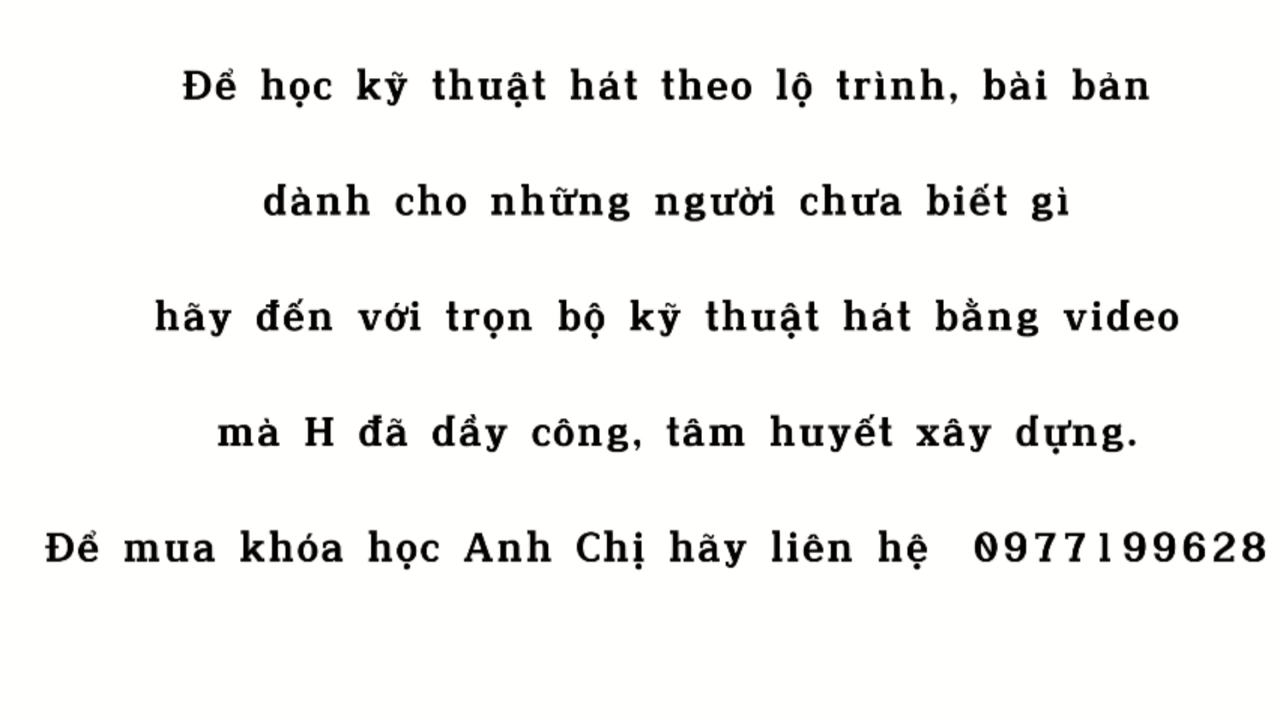 Để học kỹ thuật hát theo lộ trình, bài bản
dành cho những người chưa biết gì
hãy đến với trọn bộ kỹ thuật hát bằng video
mà H đã dầy công, tâm huyết xây dựng.
Để mua khóa học Anh Chị hãy liên hệ 0977199628